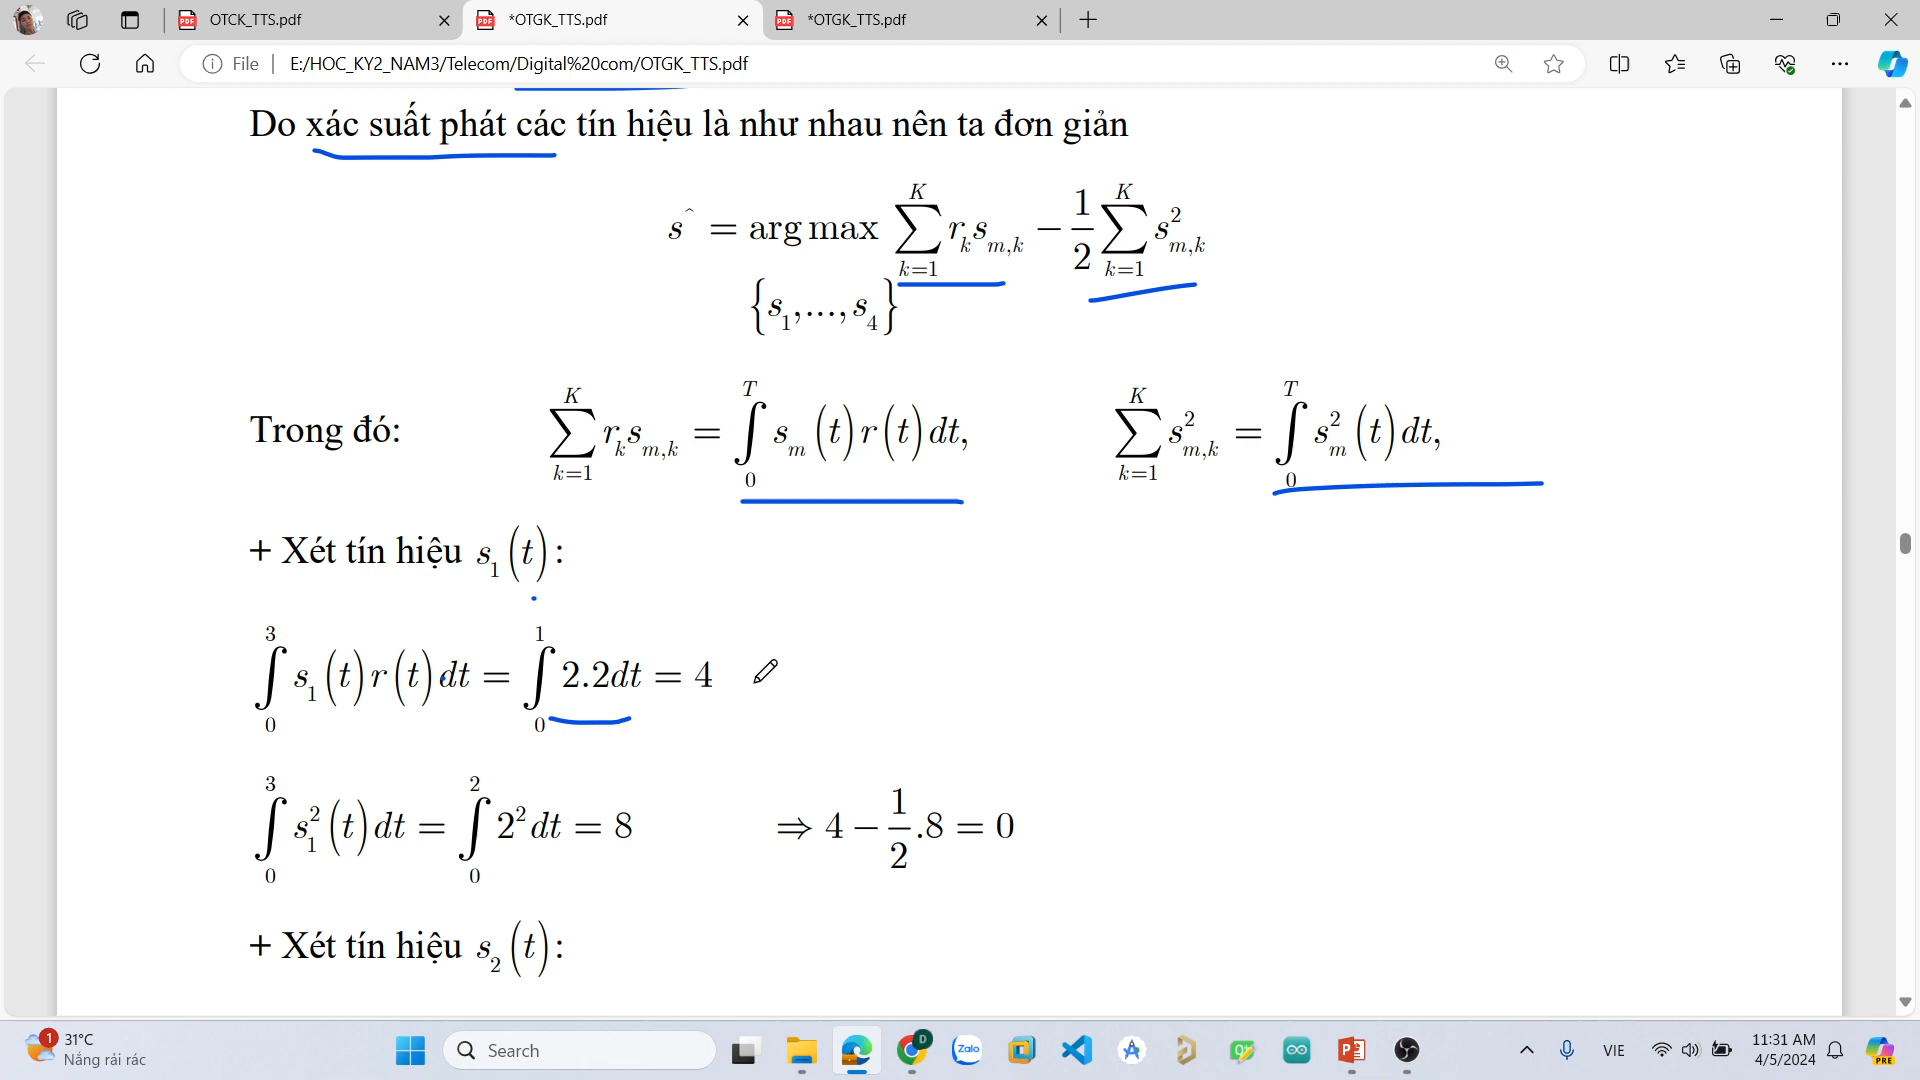 OTCK_TTS.pdf
*OTGK_TTS.pdf
*OTGK_TTS.pdf
File | E:/HOC_KY2_NAM3/Telecom/Digital%20com/OTGK_TTS.pdf
Do xác suất phát các tín hiệu là như nhau nên ta đơn giản
s^ = arg max ∑_{k=1}^{K} r_k s_{m,k} − 1/2 ∑_{k=1}^{K} s_{m,k}^2
{s_1,...,s_4}
Trong đó: ∑_{k=1}^{K} r_k s_{m,k} = ∫_0^T s_m(t)r(t)dt, ∑_{k=1}^{K} s_{m,k}^2 = ∫_0^T s_m^2(t)dt,
+ Xét tín hiệu s_1(t):
∫_0^3 s_1(t)r(t)dt = ∫_0^1 2.2dt = 4
∫_0^3 s_1^2(t)dt = ∫_0^2 2^2 dt = 8 ⇒ 4 − 1/2.8 = 0
+ Xét tín hiệu s_2(t):
1
31°C
Nắng rải rác
Search
D
Zalo
P
VIE
11:31 AM
4/5/2024
PRE